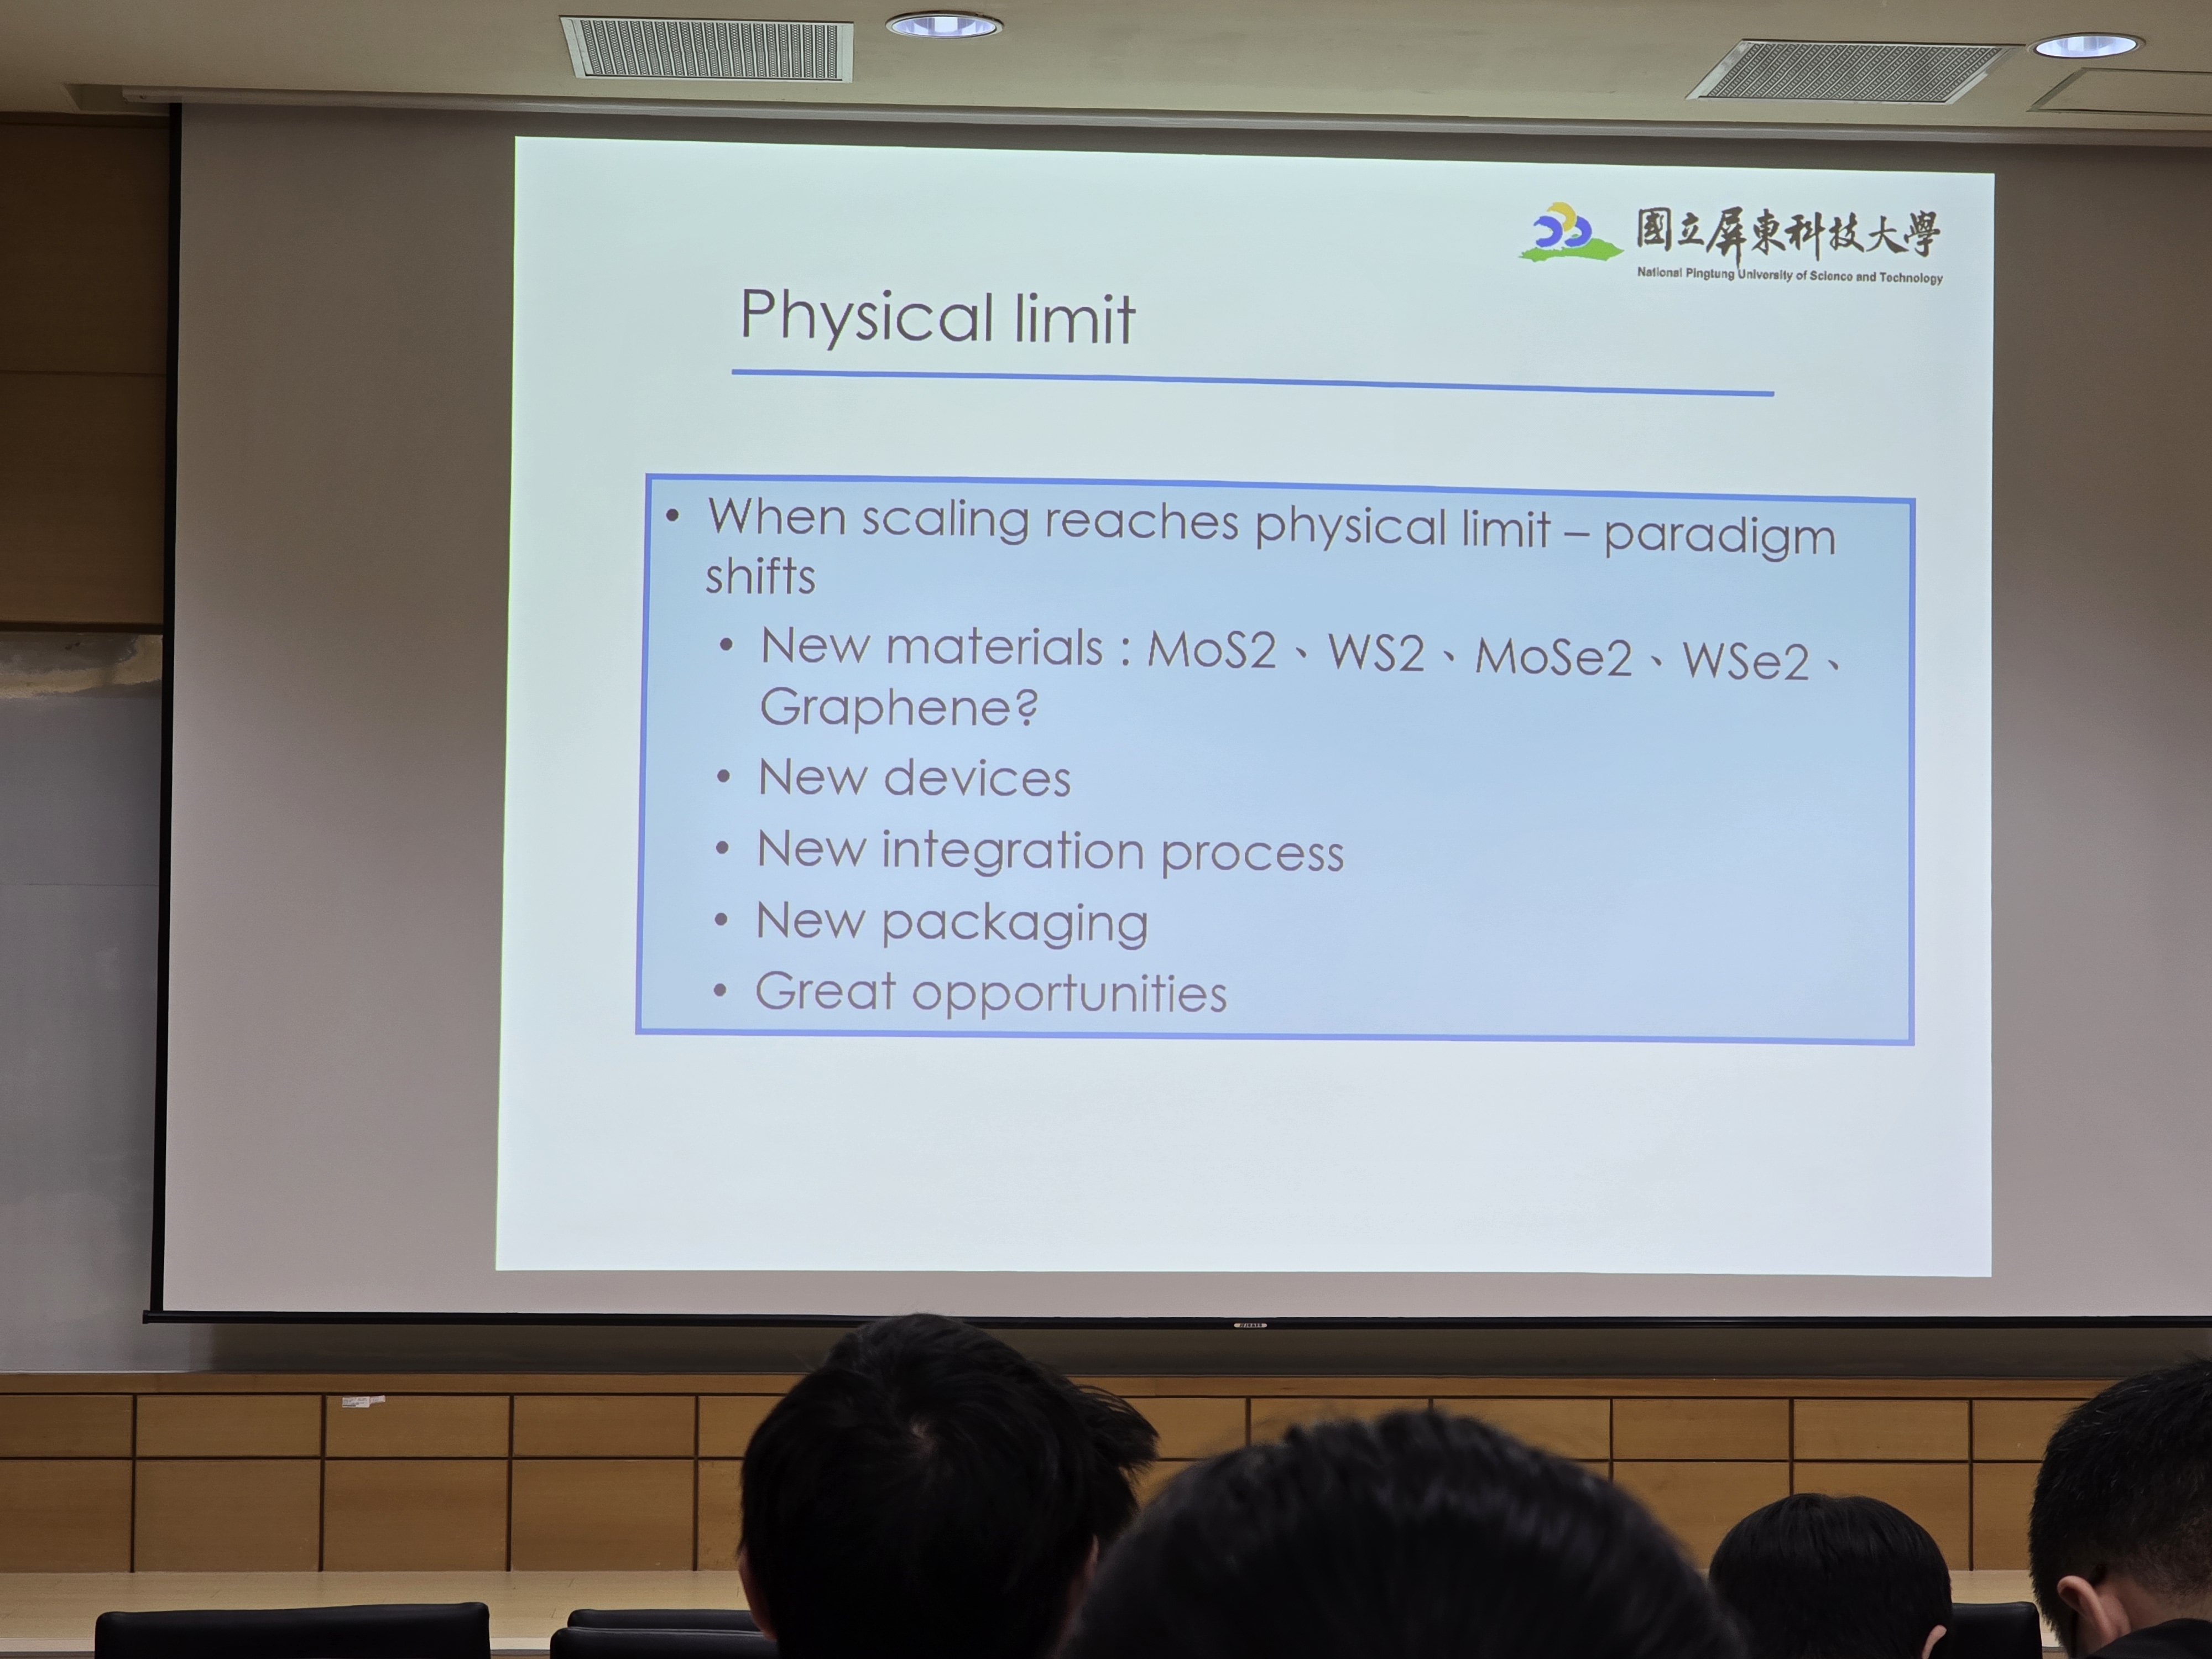 國立屏東科技大學
National Pingtung University of Science and Technology
Physical limit
• When scaling reaches physical limit – paradigm
shifts
• New materials : MoS2、WS2、MoSe2、WSe2、
Graphene?
• New devices
• New integration process
• New packaging
• Great opportunities